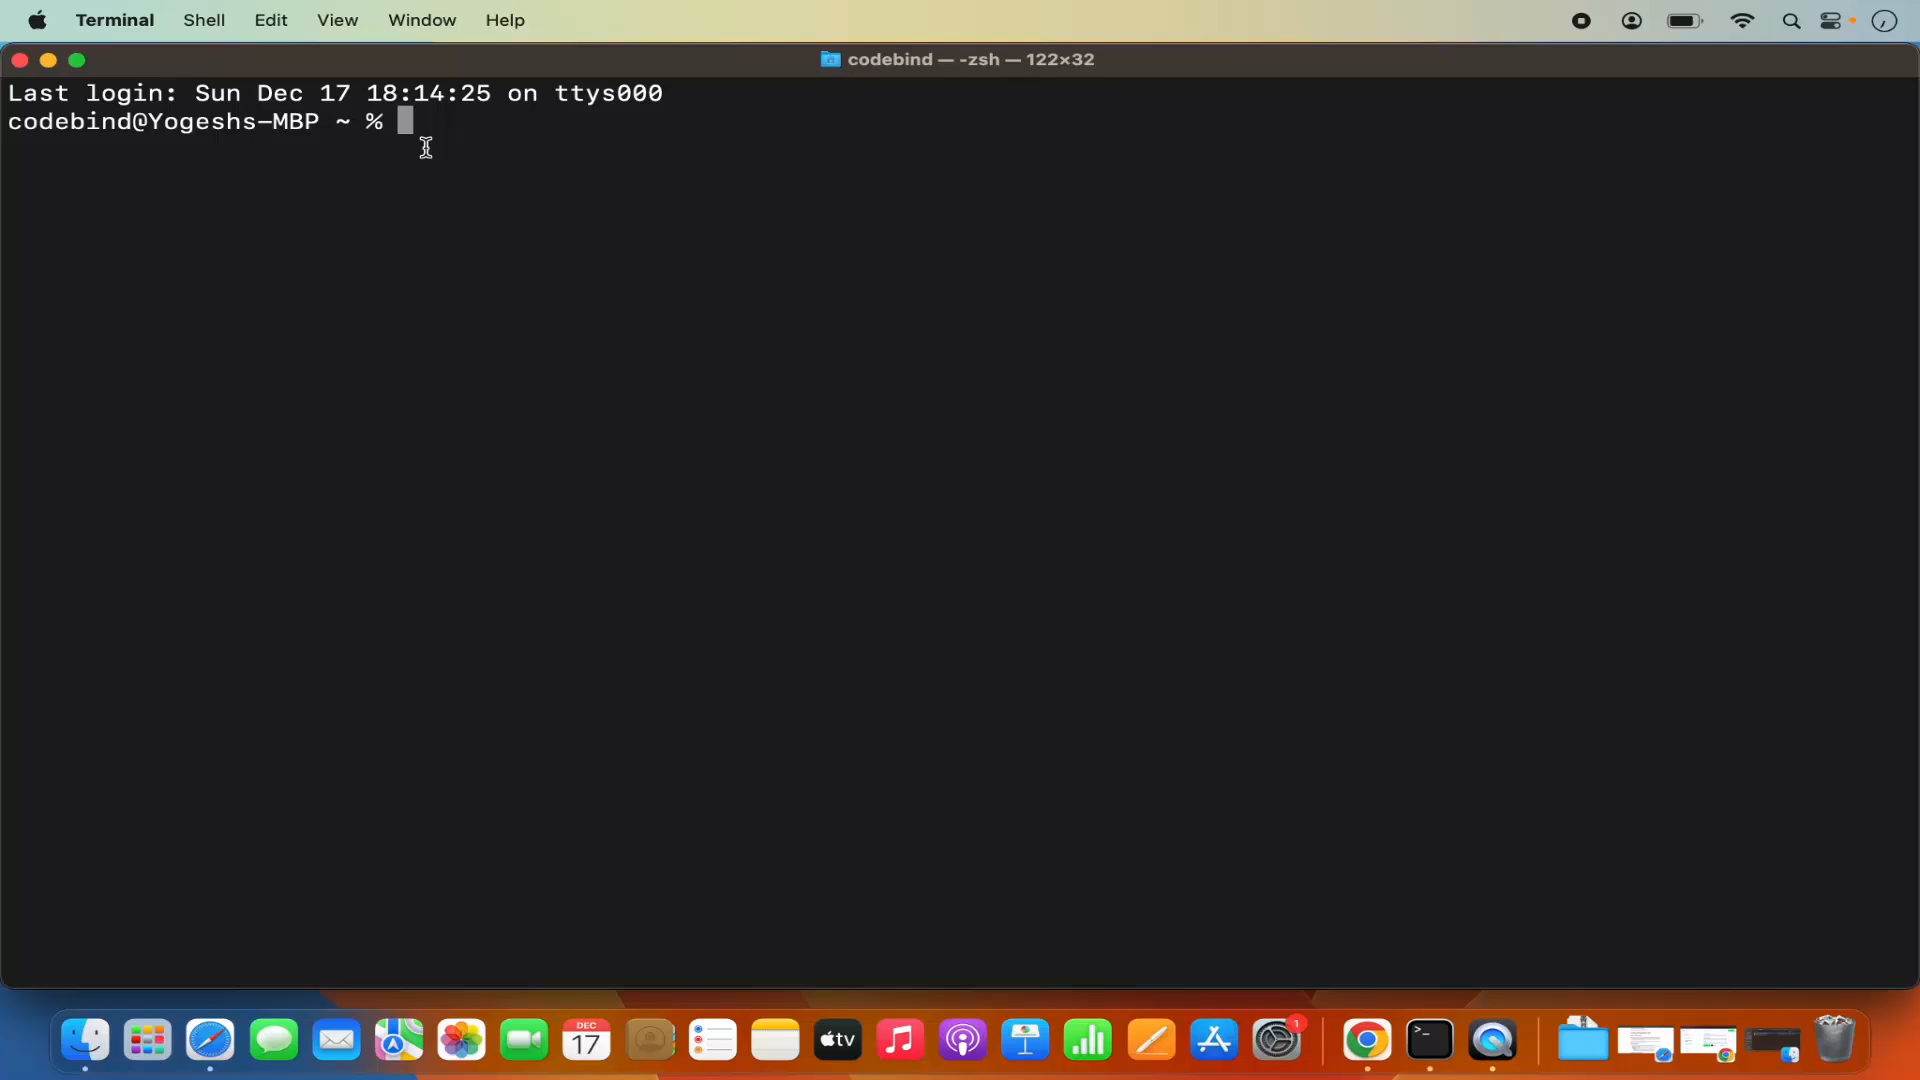 Terminal Shell Edit View Window Help
codebind — -zsh — 122×32
Last login: Sun Dec 17 18:14:25 on ttys000
codebind@Yogeshs-MBP ~ %
DEC
17
tv
1
>_